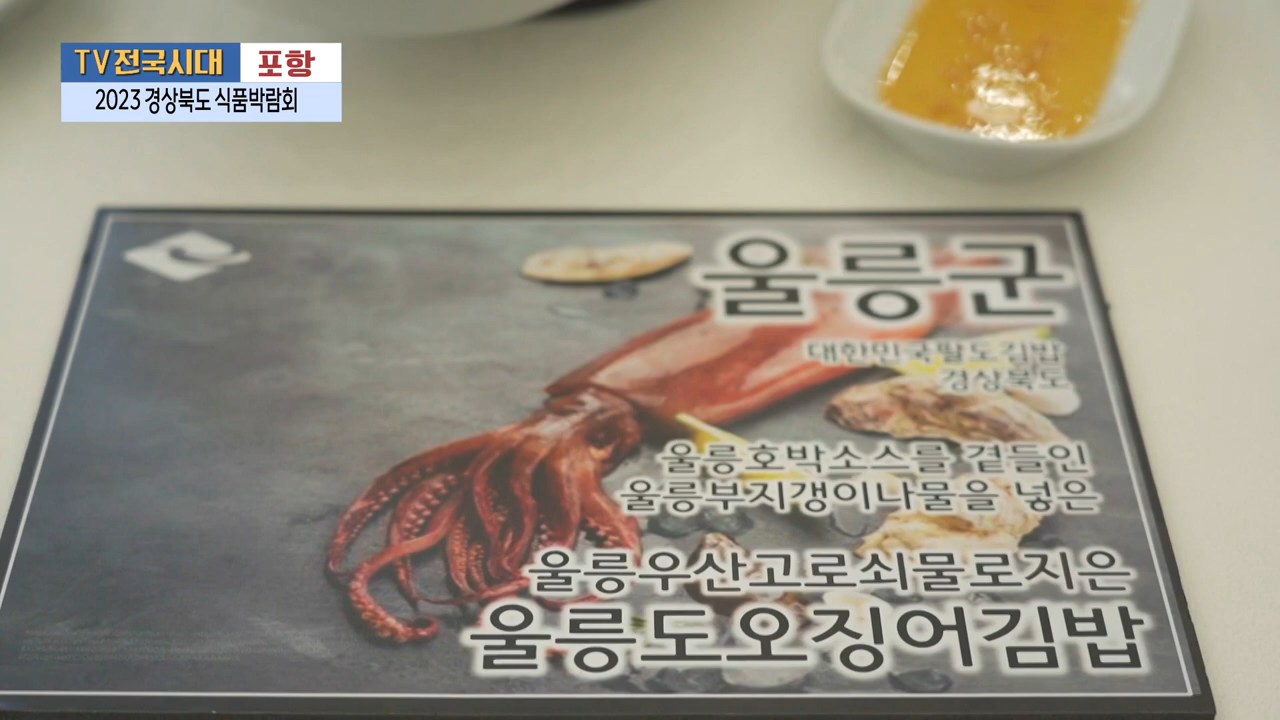 TV전국시대 포항
2023 경상북도 식품박람회
울릉군
대한민국팔도김밥
경상북도
울릉호박소스를 곁들인
울릉부지갱이나물을 넣은
울릉우산고로쇠물로지은
울릉도오징어김밥